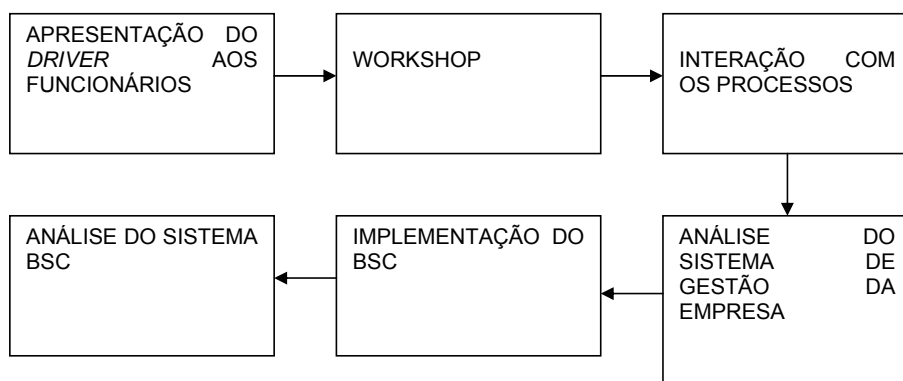 APRESENTAÇÃO DO
DRIVER AOS
FUNCIONÁRIOS
WORKSHOP
INTERAÇÃO COM
OS PROCESSOS
ANÁLISE DO SISTEMA
BSC
IMPLEMENTAÇÃO DO
BSC
ANÁLISE DO
SISTEMA DE
GESTÃO DA
EMPRESA